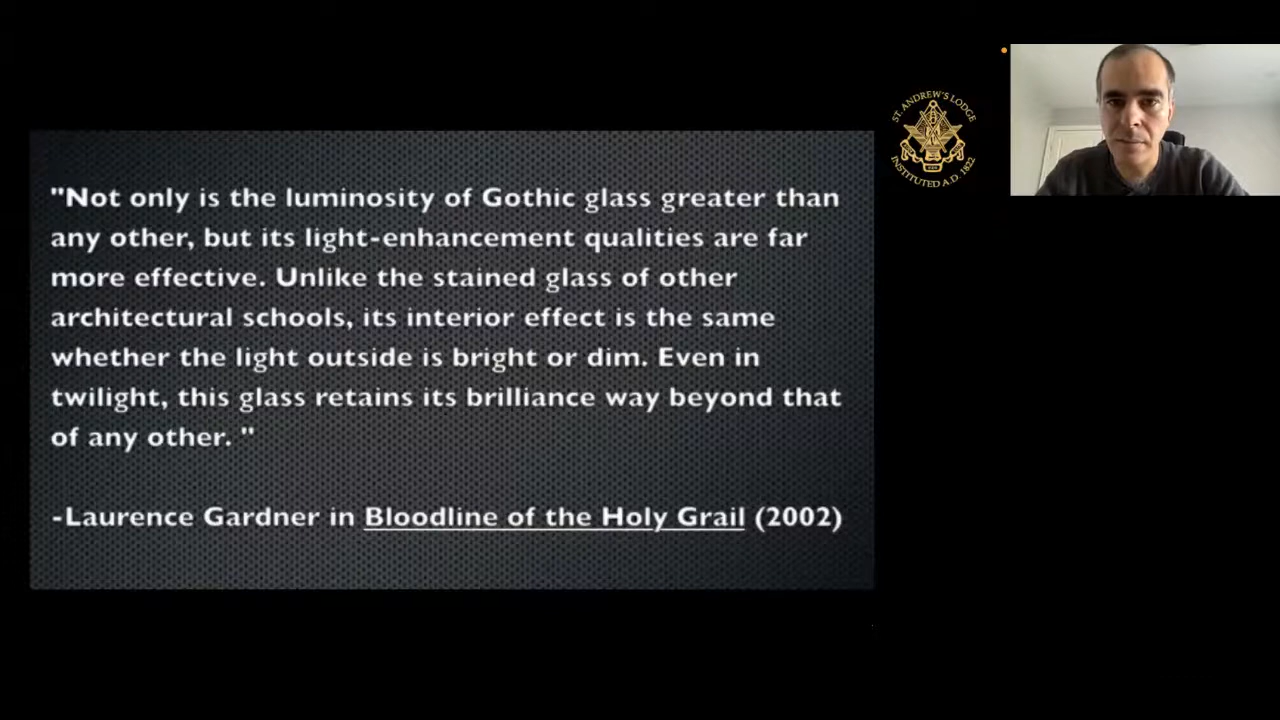 "Not only is the luminosity of Gothic glass greater than
any other, but its light-enhancement qualities are far
more effective. Unlike the stained glass of other
architectural schools, its interior effect is the same
whether the light outside is bright or dim. Even in
twilight, this glass retains its brilliance way beyond that
of any other. "
-Laurence Gardner in Bloodline of the Holy Grail (2002)
ST. ANDREW'S LODGE
INSTITUTED A.D. 1822